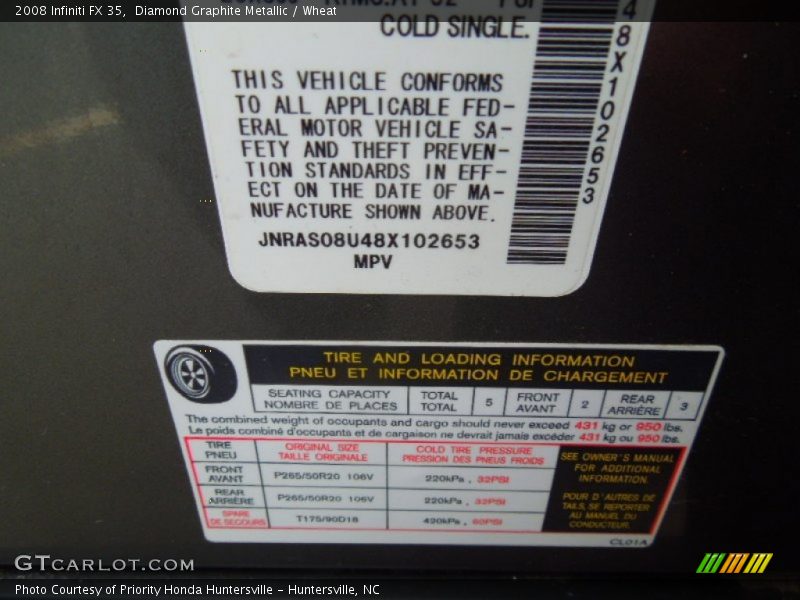 2008 Infiniti FX 35, Diamond Graphite Metallic / Wheat
COLD SINGLE.
THIS VEHICLE CONFORMS
TO ALL APPLICABLE FED-
ERAL MOTOR VEHICLE SA-
FETY AND THEFT PREVEN-
TION STANDARDS IN EFF-
ECT ON THE DATE OF MA-
NUFACTURE SHOWN ABOVE.
JNRAS08U48X102653
MPV
48X102653
TIRE AND LOADING INFORMATION
PNEU ET INFORMATION DE CHARGEMENT
SEATING CAPACITY
NOMBRE DE PLACES
TOTAL
TOTAL
5
FRONT
AVANT
2
REAR
ARRIÈRE
3
The combined weight of occupants and cargo should never exceed 431 kg or 950 lbs.
Le poids combiné d'occupants et de cargaison ne devrait jamais excéder 431 kg ou 950 lbs.
TIRE
PNEU
ORIGINAL SIZE
TAILLE ORIGINALE
COLD TIRE PRESSURE
PRESSION DES PNEUS FROIDS
FRONT
AVANT
P265/50R20 106V
220kPa , 32PSI
REAR
ARRIÈRE
P265/50R20 106V
220kPa , 32PSI
SPARE
DE SECOURS
T175/90D18
420kPa , 60PSI
SEE OWNER'S MANUAL
FOR ADDITIONAL
INFORMATION.
POUR D'AUTRES DE
TAILS, SE REPORTER
AU MANUEL DU
CONDUCTEUR.
CL01A
GTcarlot.com
Photo Courtesy of Priority Honda Huntersville - Huntersville, NC